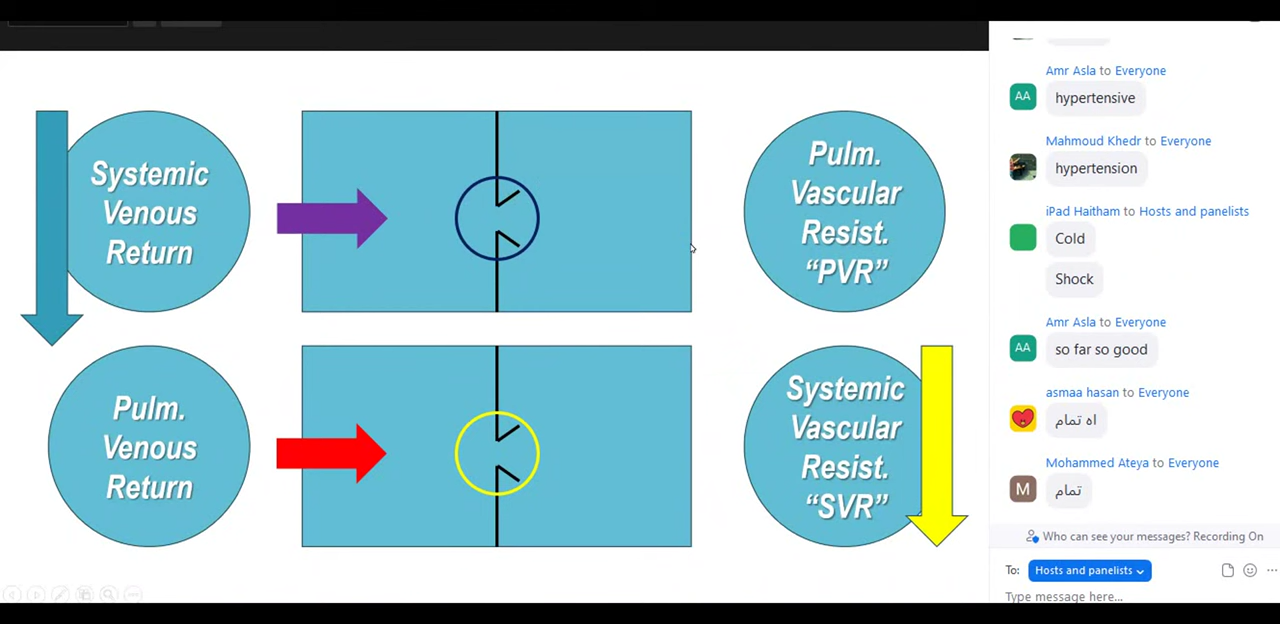 Systemic
Venous
Return
Pulm.
Vascular
Resist.
“PVR”
Pulm.
Venous
Return
Systemic
Vascular
Resist.
“SVR”
Amr Asla to Everyone
AA
hypertensive
Mahmoud Khedr to Everyone
hypertension
iPad Haitham to Hosts and panelists
Cold
Shock
Amr Asla to Everyone
AA
so far so good
asmaa hasan to Everyone
اه تمام
Mohammed Ateya to Everyone
M
تمام
Who can see your messages? Recording On
To:
Hosts and panelists
Type message here...